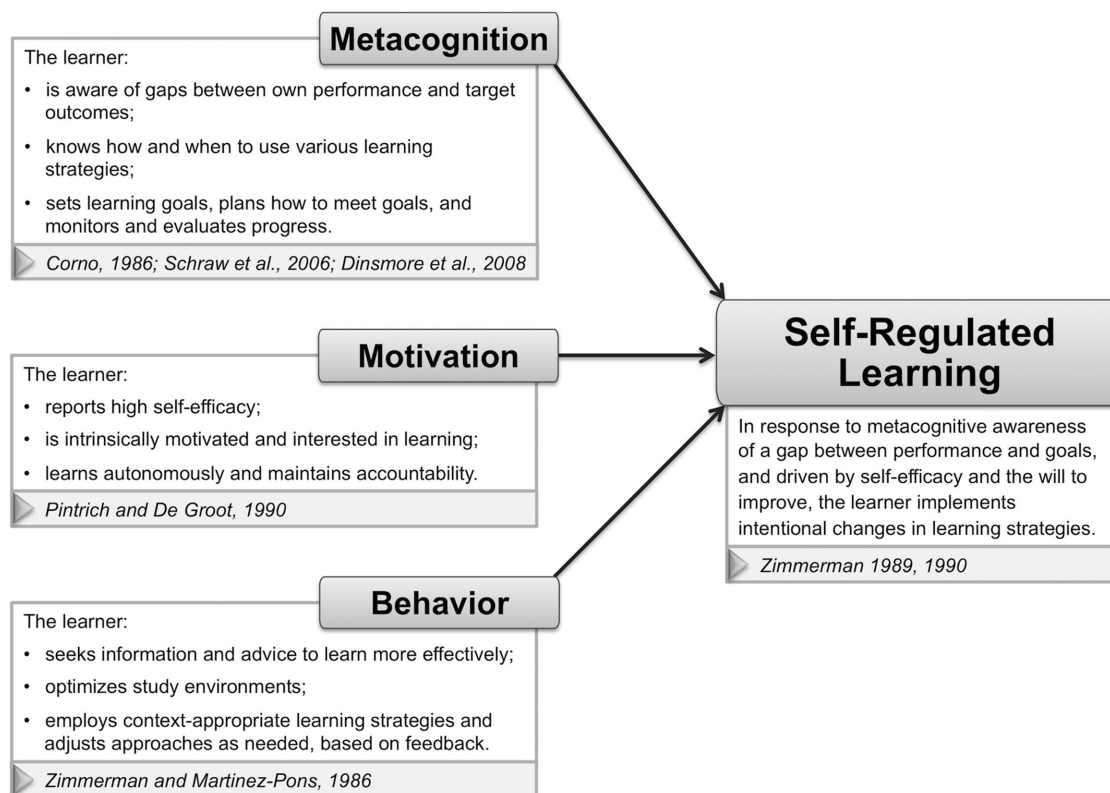 Metacognition
The learner:
• is aware of gaps between own performance and target
outcomes;
• knows how and when to use various learning
strategies;
• sets learning goals, plans how to meet goals, and
monitors and evaluates progress.
Corno, 1986; Schraw et al., 2006; Dinsmore et al., 2008
Motivation
The learner:
• reports high self-efficacy;
• is intrinsically motivated and interested in learning;
• learns autonomously and maintains accountability.
Pintrich and De Groot, 1990
Behavior
The learner:
• seeks information and advice to learn more effectively;
• optimizes study environments;
• employs context-appropriate learning strategies and
adjusts approaches as needed, based on feedback.
Zimmerman and Martinez-Pons, 1986
Self-Regulated
Learning
In response to metacognitive awareness
of a gap between performance and goals,
and driven by self-efficacy and the will to
improve, the learner implements
intentional changes in learning strategies.
Zimmerman 1989, 1990